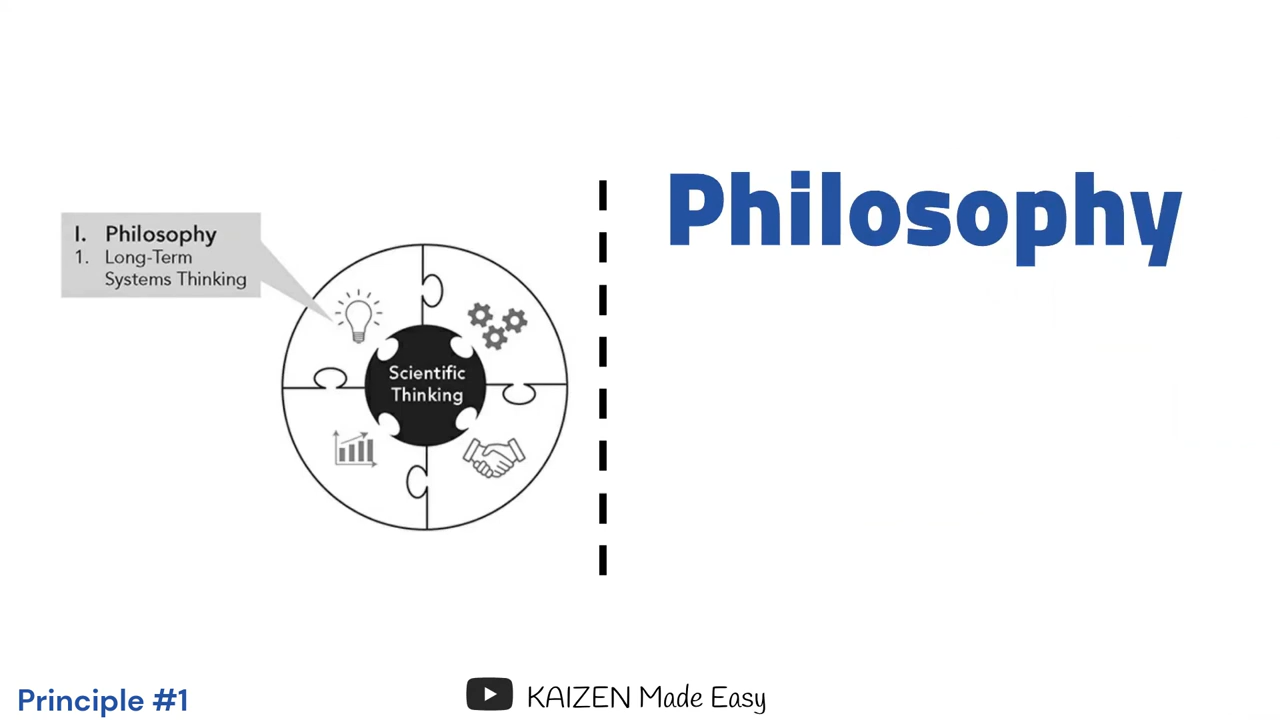 I. Philosophy
1. Long-Term
Systems Thinking
Scientific
Thinking
Philosophy
Principle #1
KAIZEN Made Easy